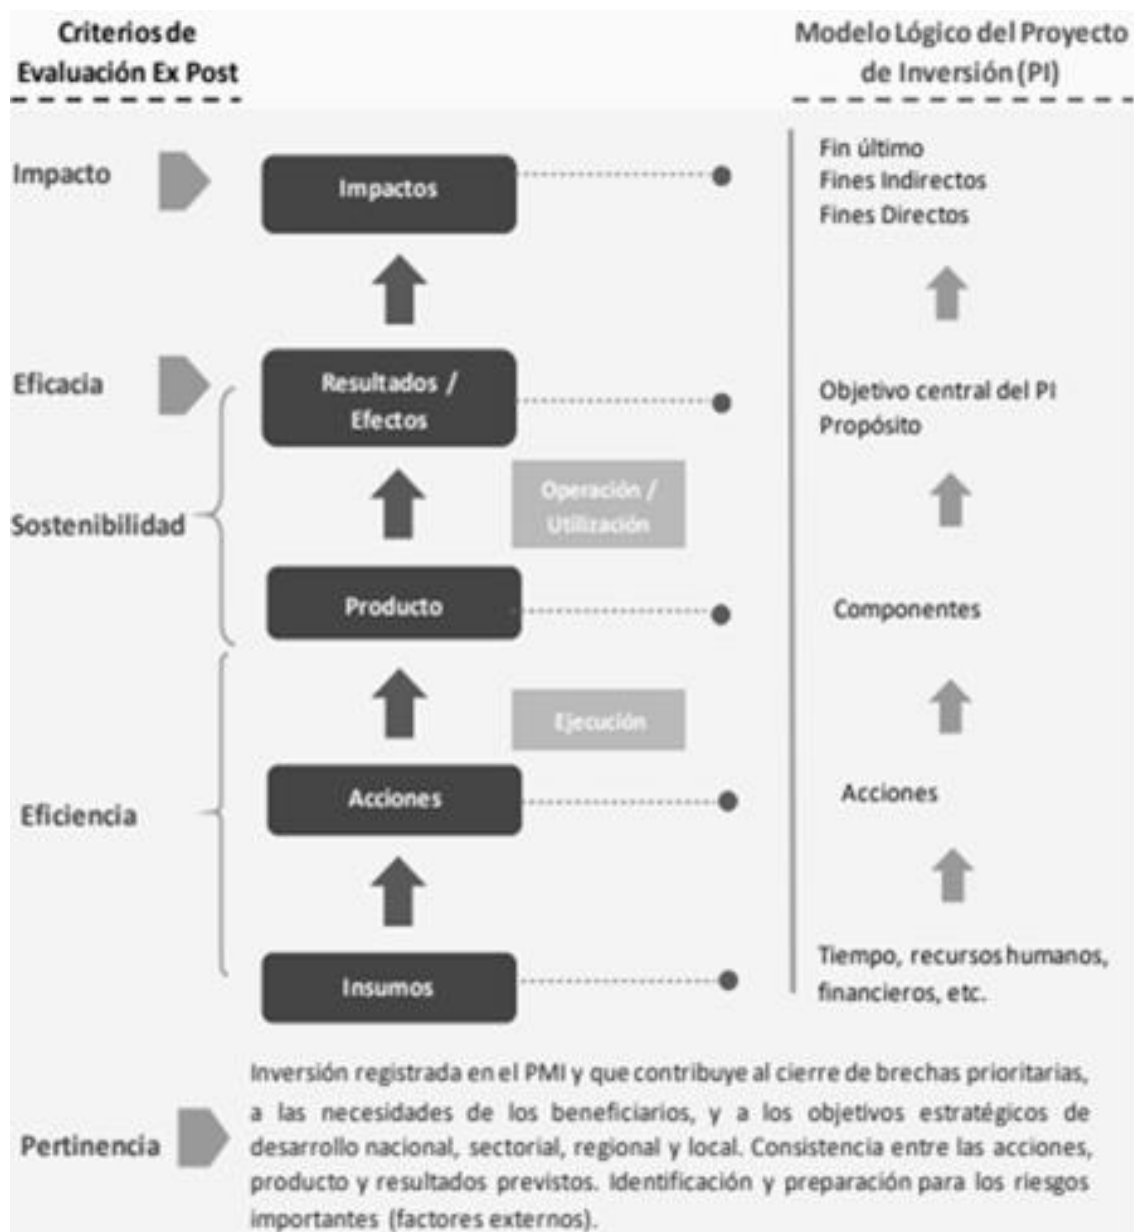 Criterios de
Evaluación Ex Post
Modelo Lógico del Proyecto
de Inversión (PI)
Impacto
Impactos
Fin último
Fines Indirectos
Fines Directos
Eficacia
Resultados /
Efectos
Objetivo central del PI
Propósito
Operación /
Utilización
Sostenibilidad
Producto
Componentes
Ejecución
Acciones
Acciones
Eficiencia
Insumos
Tiempo, recursos humanos,
financieros, etc.
Pertinencia
Inversión registrada en el PMI y que contribuye al cierre de brechas prioritarias,
a las necesidades de los beneficiarios, y a los objetivos estratégicos de
desarrollo nacional, sectorial, regional y local. Consistencia entre las acciones,
producto y resultados previstos. Identificación y preparación para los riesgos
importantes (factores externos).